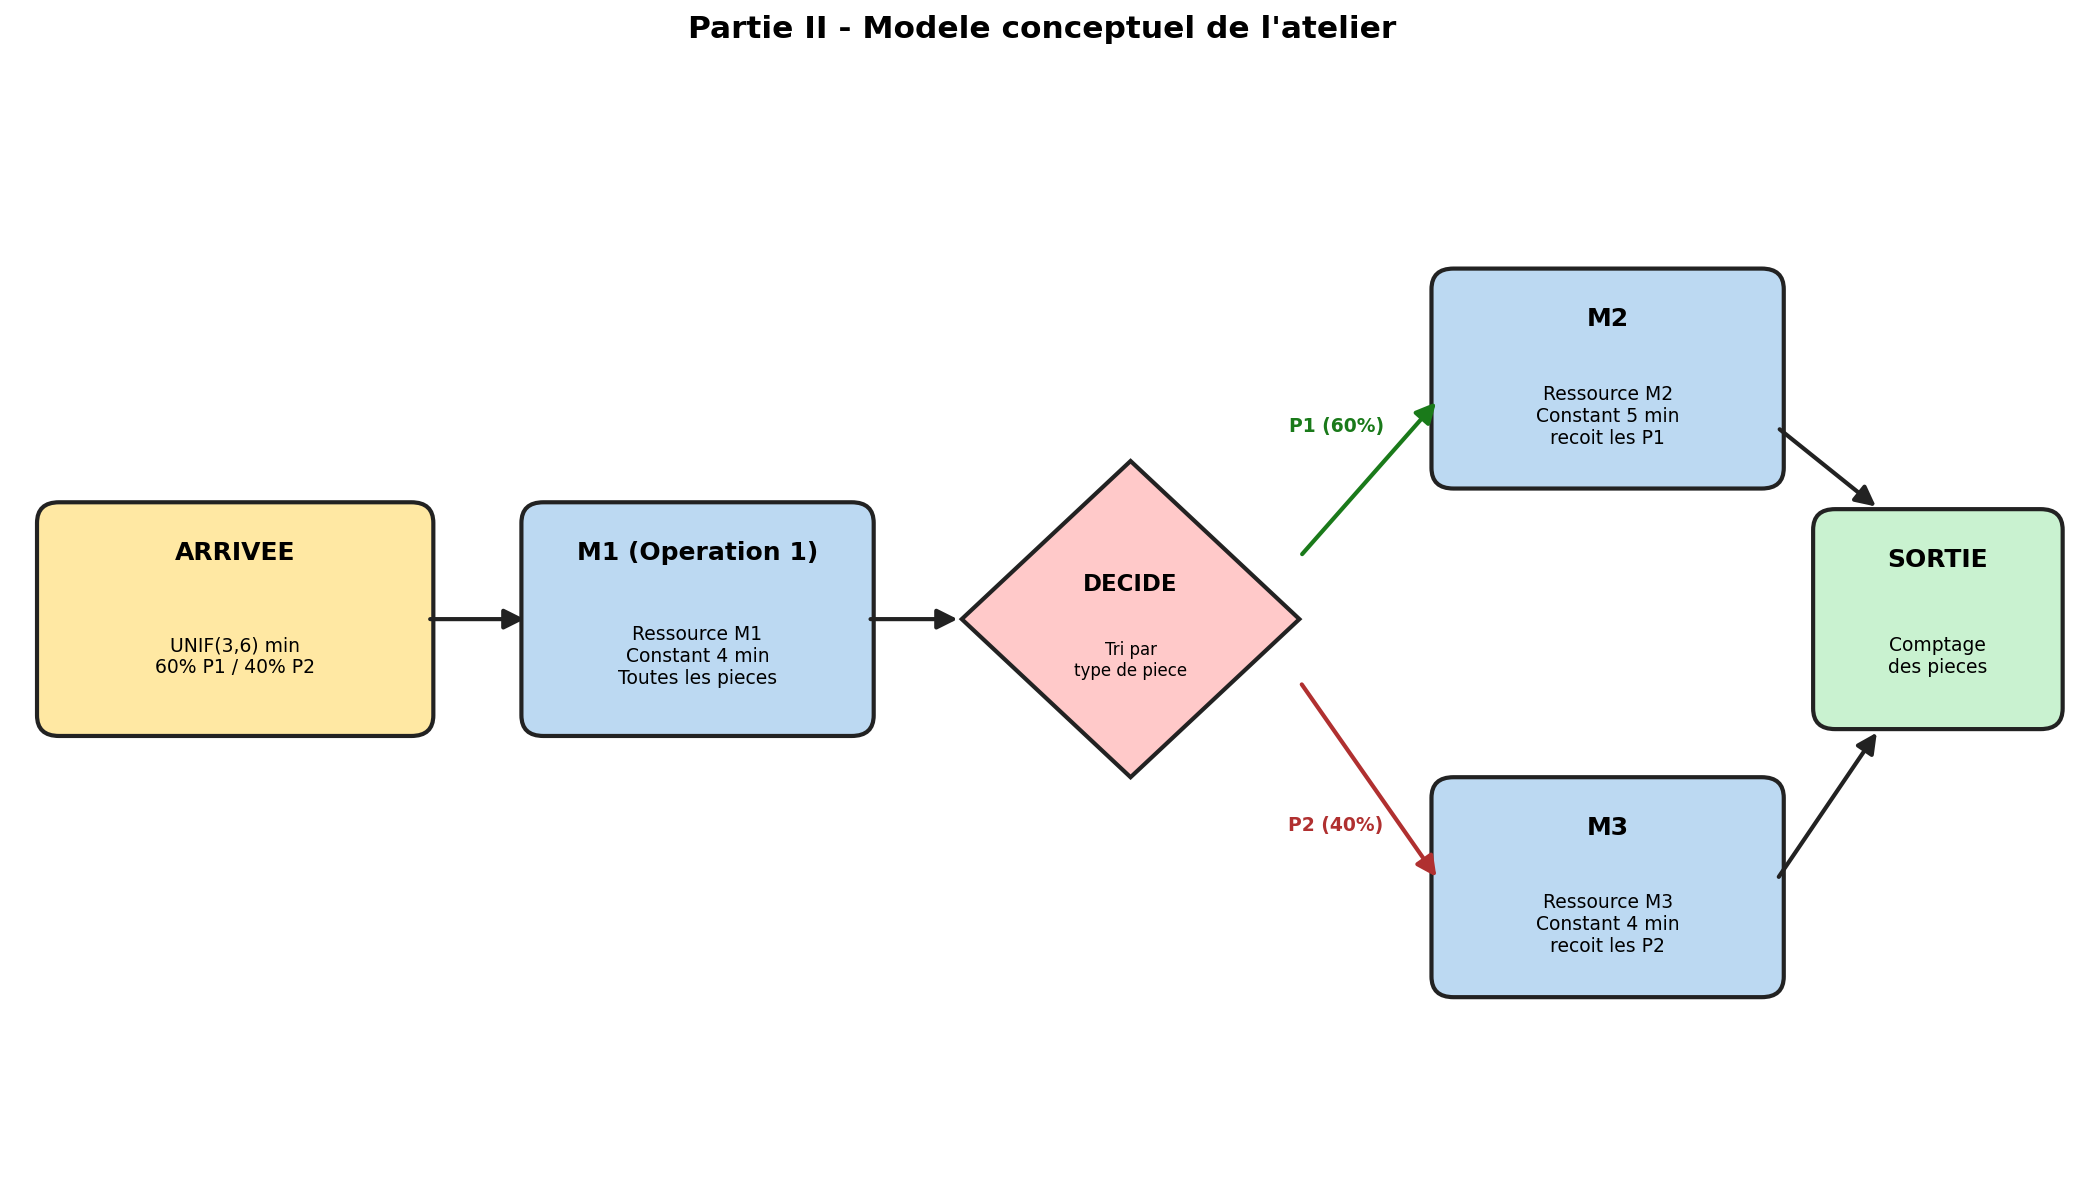 Partie II - Modele conceptuel de l'atelier
ARRIVEE
UNIF(3,6) min
60% P1 / 40% P2
M1 (Operation 1)
Ressource M1
Constant 4 min
Toutes les pieces
DECIDE
Tri par
type de piece
P1 (60%)
P2 (40%)
M2
Ressource M2
Constant 5 min
recoit les P1
M3
Ressource M3
Constant 4 min
recoit les P2
SORTIE
Comptage
des pieces